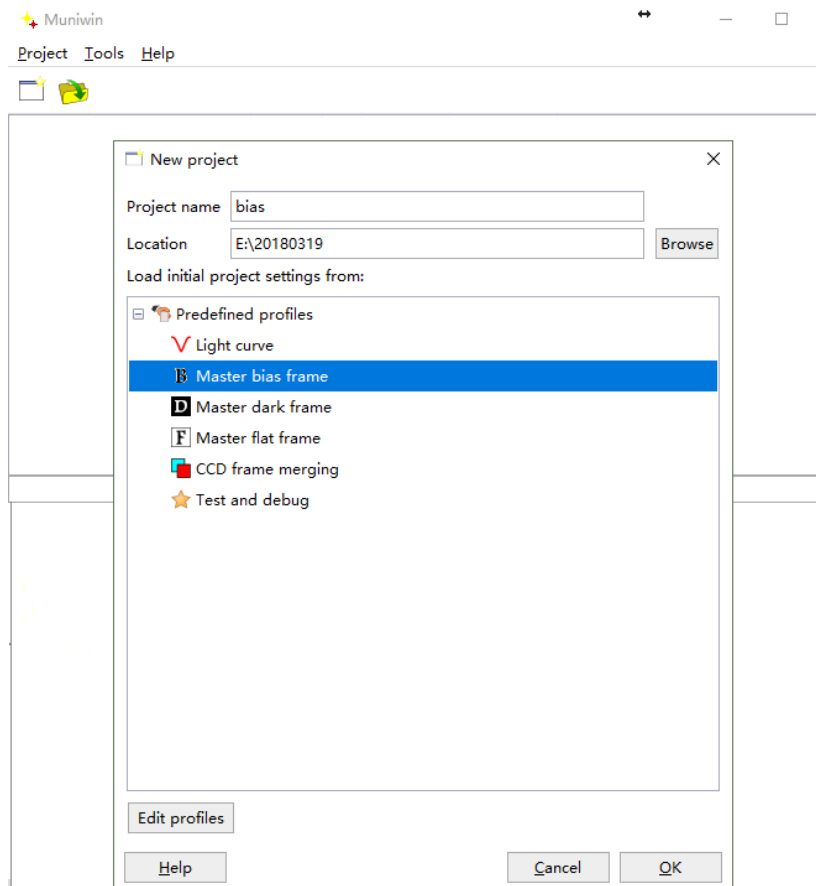 Muniwin
Project Tools Help
New project
Project name bias
Location E:\20180319 Browse
Load initial project settings from:
Predefined profiles
Light curve
B Master bias frame
D Master dark frame
F Master flat frame
CCD frame merging
Test and debug
Edit profiles
Help Cancel OK